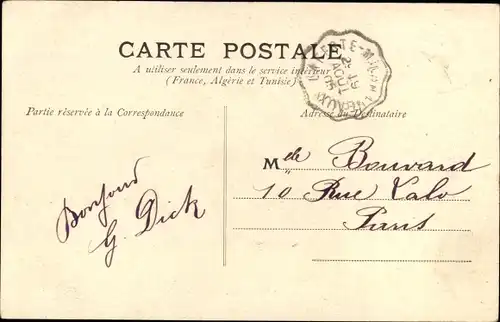 CARTE POSTALE
A utiliser seulement dans le service intérieur
(France, Algérie et Tunisie)
Partie réservée à la Correspondance
Adresse du Destinataire
Mlle Bouvard
10 Rue Lalo
Paris
Bonjour
G. Dick